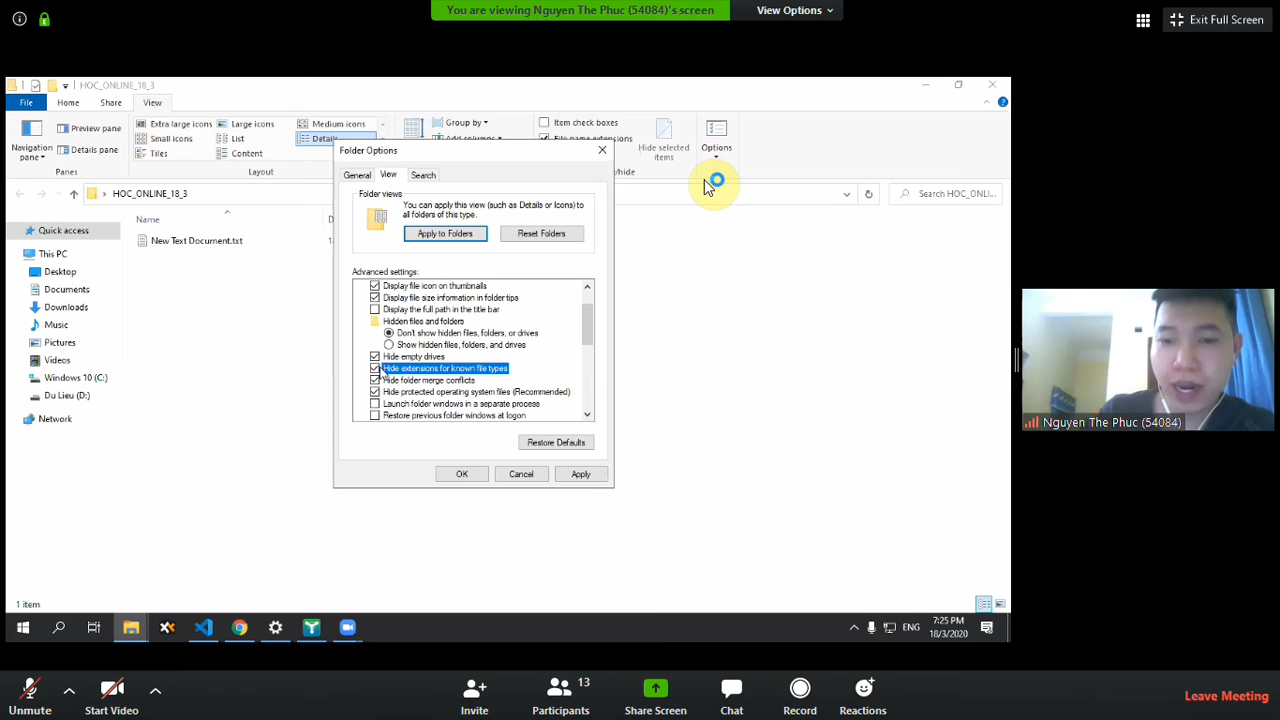 You are viewing Nguyen The Phuc (54084)'s screen
View Options
Exit Full Screen
HOC_ONLINE_18_3
File
Home
Share
View
Navigation pane
Preview pane
Details pane
Panes
Extra large icons
Large icons
Medium icons
Small icons
List
Details
Tiles
Content
Layout
Group by
Add columns
Item check boxes
File name extensions
Hide selected items
Options
HOC_ONLINE_18_3
Search HOC_ONLI...
Quick access
This PC
Desktop
Documents
Downloads
Music
Pictures
Videos
Windows 10 (C:)
Du Lieu (D:)
Network
Name
New Text Document.txt
Folder Options
General
View
Search
Folder views
You can apply this view (such as Details or Icons) to
all folders of this type.
Apply to Folders
Reset Folders
Advanced settings:
Display file icon on thumbnails
Display file size information in folder tips
Display the full path in the title bar
Hidden files and folders
Don't show hidden files, folders, or drives
Show hidden files, folders, and drives
Hide empty drives
Hide extensions for known file types
Hide folder merge conflicts
Hide protected operating system files (Recommended)
Launch folder windows in a separate process
Restore previous folder windows at logon
Restore Defaults
OK
Cancel
Apply
Nguyen The Phuc (54084)
1 item
ENG
7:25 PM
18/3/2020
Unmute
Start Video
Invite
Participants
13
Share Screen
Chat
Record
Reactions
Leave Meeting